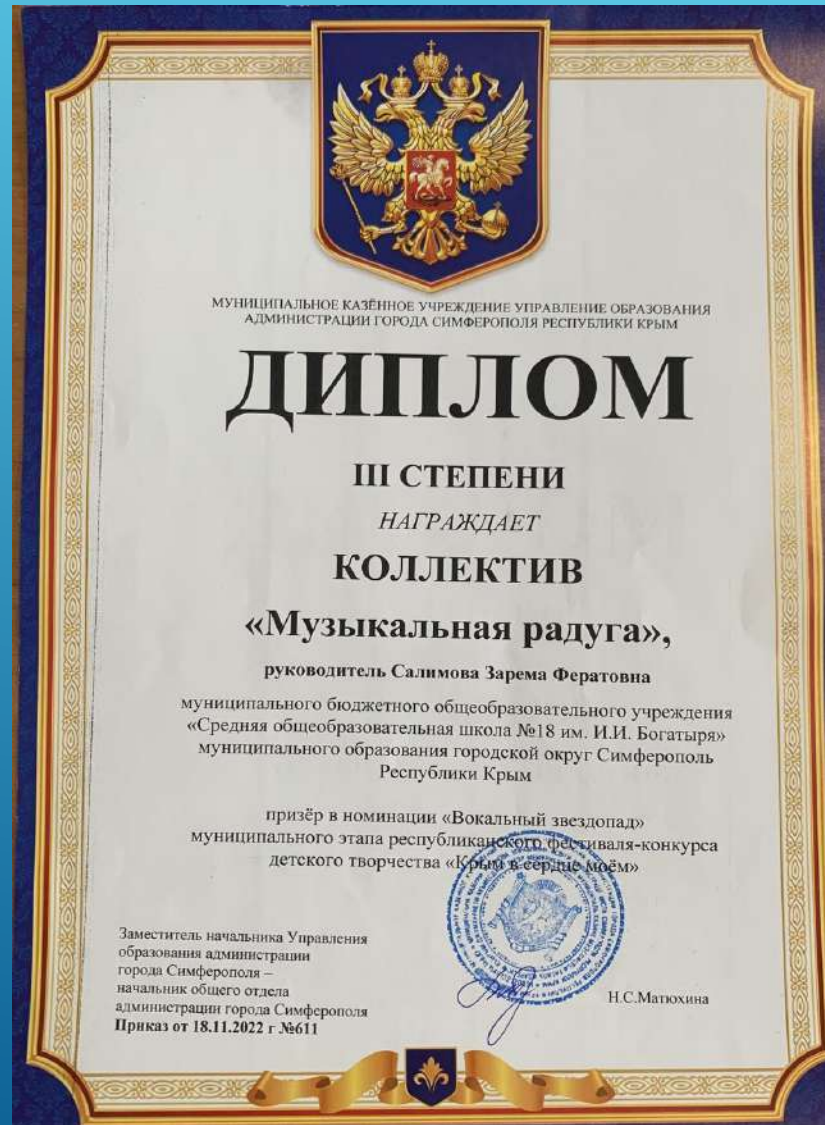 МУНИЦИПАЛЬНОЕ КАЗЁННОЕ УЧРЕЖДЕНИЕ УПРАВЛЕНИЕ ОБРАЗОВАНИЯ
АДМИНИСТРАЦИИ ГОРОДА СИМФЕРОПОЛЯ РЕСПУБЛИКИ КРЫМ
ДИПЛОМ
III СТЕПЕНИ
НАГРАЖДАЕТ
КОЛЛЕКТИВ
«Музыкальная радуга»,
руководитель Салимова Зарема Фератовна
муниципального бюджетного общеобразовательного учреждения
«Средняя общеобразовательная школа №18 им. И.И. Богатыря»
муниципального образования городской округ Симферополь
Республики Крым
призёр в номинации «Вокальный звездопад»
муниципального этапа республиканского фестиваля-конкурса
детского творчества «Крым в сердце моём»
Заместитель начальника Управления
образования администрации
города Симферополя –
начальник общего отдела
администрации города Симферополя
Приказ от 18.11.2022 г №611
Н.С.Матюхина